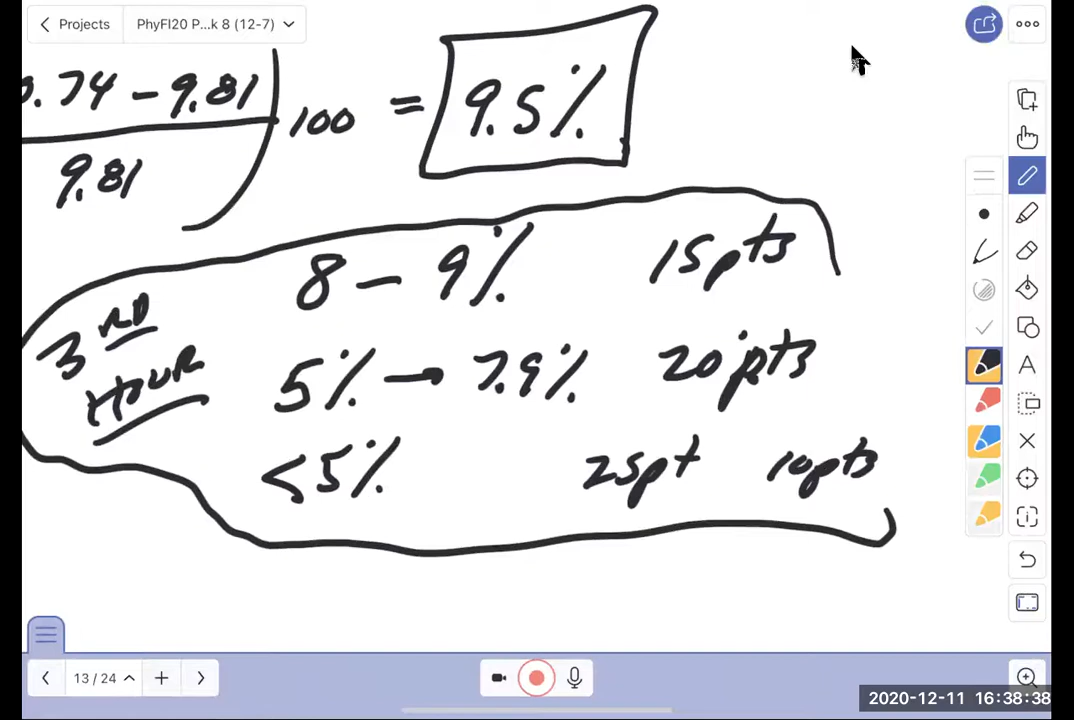 Projects
PhyFl20 P...k 8 (12-7)
.74 - 9.81
9.81
100 = 9.5%
3RD HOUR
8 - 9% 15pts
5% → 7.9% 20pts
<5% 25pt 10pts
A
13 / 24
2020-12-11 16:38:38